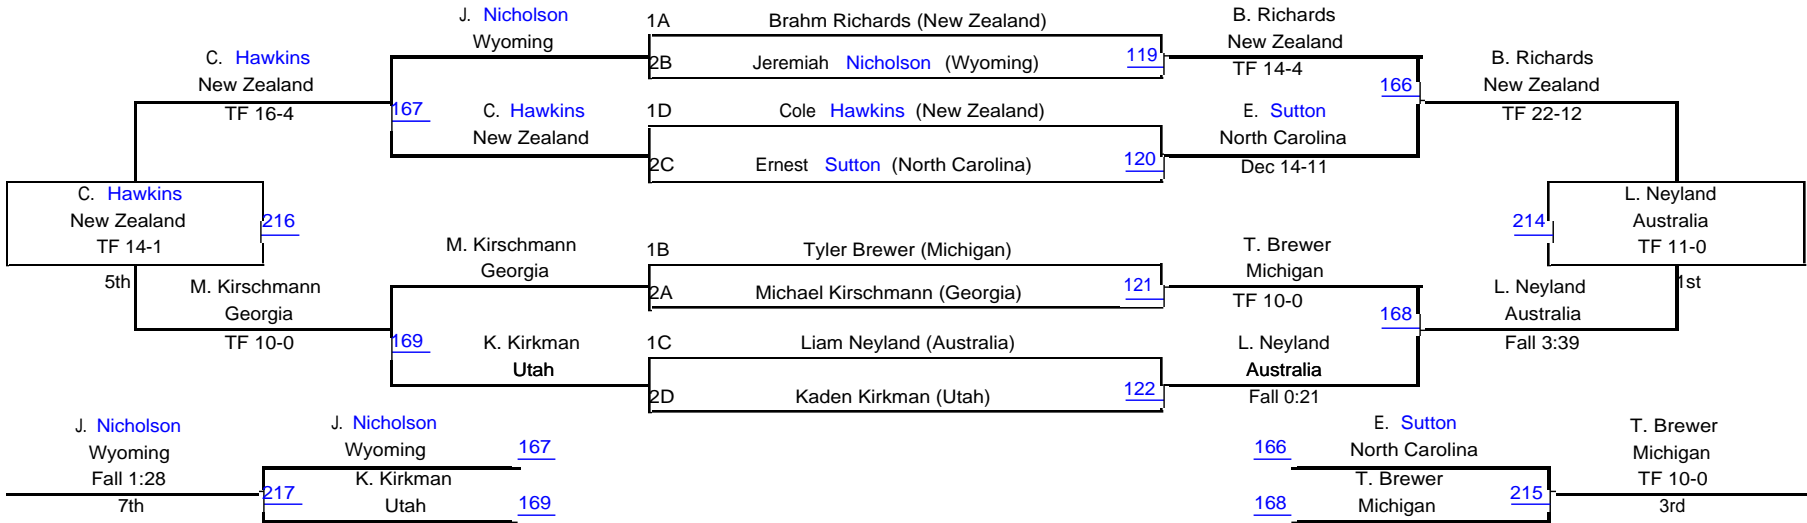 J. Nicholson
Wyoming
1A
Brahm Richards (New Zealand)
B. Richards
New Zealand
TF 14-4
2B
Jeremiah Nicholson (Wyoming)
119
C. Hawkins
New Zealand
TF 16-4
167
166
B. Richards
New Zealand
TF 22-12
C. Hawkins
New Zealand
1D
Cole Hawkins (New Zealand)
E. Sutton
North Carolina
Dec 14-11
2C
Ernest Sutton (North Carolina)
120
C. Hawkins
New Zealand
TF 14-1
216
5th
214
L. Neyland
Australia
TF 11-0
1st
M. Kirschmann
Georgia
1B
Tyler Brewer (Michigan)
T. Brewer
Michigan
TF 10-0
2A
Michael Kirschmann (Georgia)
121
M. Kirschmann
Georgia
TF 10-0
169
168
L. Neyland
Australia
Fall 3:39
K. Kirkman
Utah
1C
Liam Neyland (Australia)
L. Neyland
Australia
Fall 0:21
2D
Kaden Kirkman (Utah)
122
J. Nicholson
Wyoming
Fall 1:28
7th
J. Nicholson
Wyoming
167
217
K. Kirkman
Utah
169
166
E. Sutton
North Carolina
168
T. Brewer
Michigan
215
T. Brewer
Michigan
TF 10-0
3rd